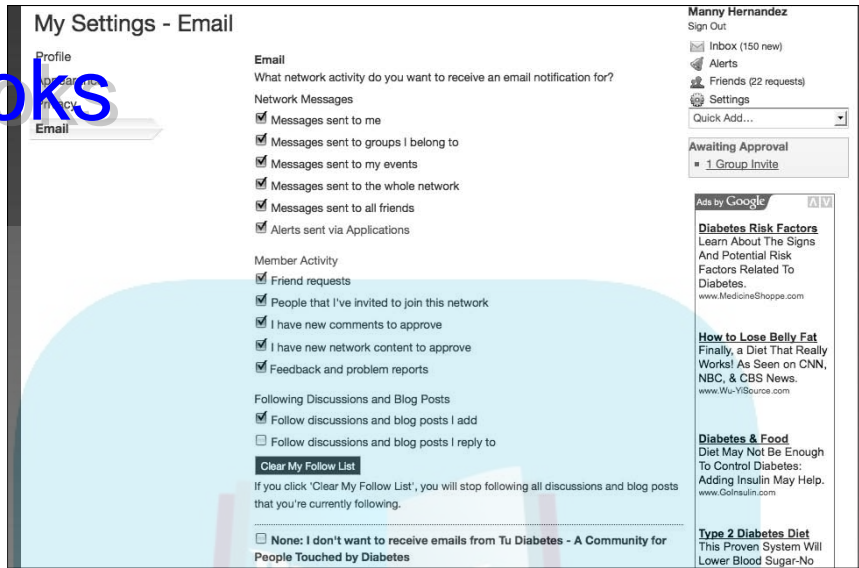 My Settings - Email
Profile
Appearance
Privacy
Email
oks
Email
What network activity do you want to receive an email notification for?
Network Messages
Messages sent to me
Messages sent to groups I belong to
Messages sent to my events
Messages sent to the whole network
Messages sent to all friends
Alerts sent via Applications
Member Activity
Friend requests
People that I've invited to join this network
I have new comments to approve
I have new network content to approve
Feedback and problem reports
Following Discussions and Blog Posts
Follow discussions and blog posts I add
Follow discussions and blog posts I reply to
Clear My Follow List
If you click 'Clear My Follow List', you will stop following all discussions and blog posts
that you're currently following.
None: I don't want to receive emails from Tu Diabetes - A Community for
People Touched by Diabetes
Manny Hernandez
Sign Out
Inbox (150 new)
Alerts
Friends (22 requests)
Settings
Quick Add...
Awaiting Approval
1 Group Invite
Ads by Google
Diabetes Risk Factors
Learn About The Signs
And Potential Risk
Factors Related To
Diabetes.
www.MedicineShoppe.com
How to Lose Belly Fat
Finally, a Diet That Really
Works! As Seen on CNN,
NBC, & CBS News.
www.Wu-YiSource.com
Diabetes & Food
Diet May Not Be Enough
To Control Diabetes:
Adding Insulin May Help.
www.GoInsulin.com
Type 2 Diabetes Diet
This Proven System Will
Lower Blood Sugar-No